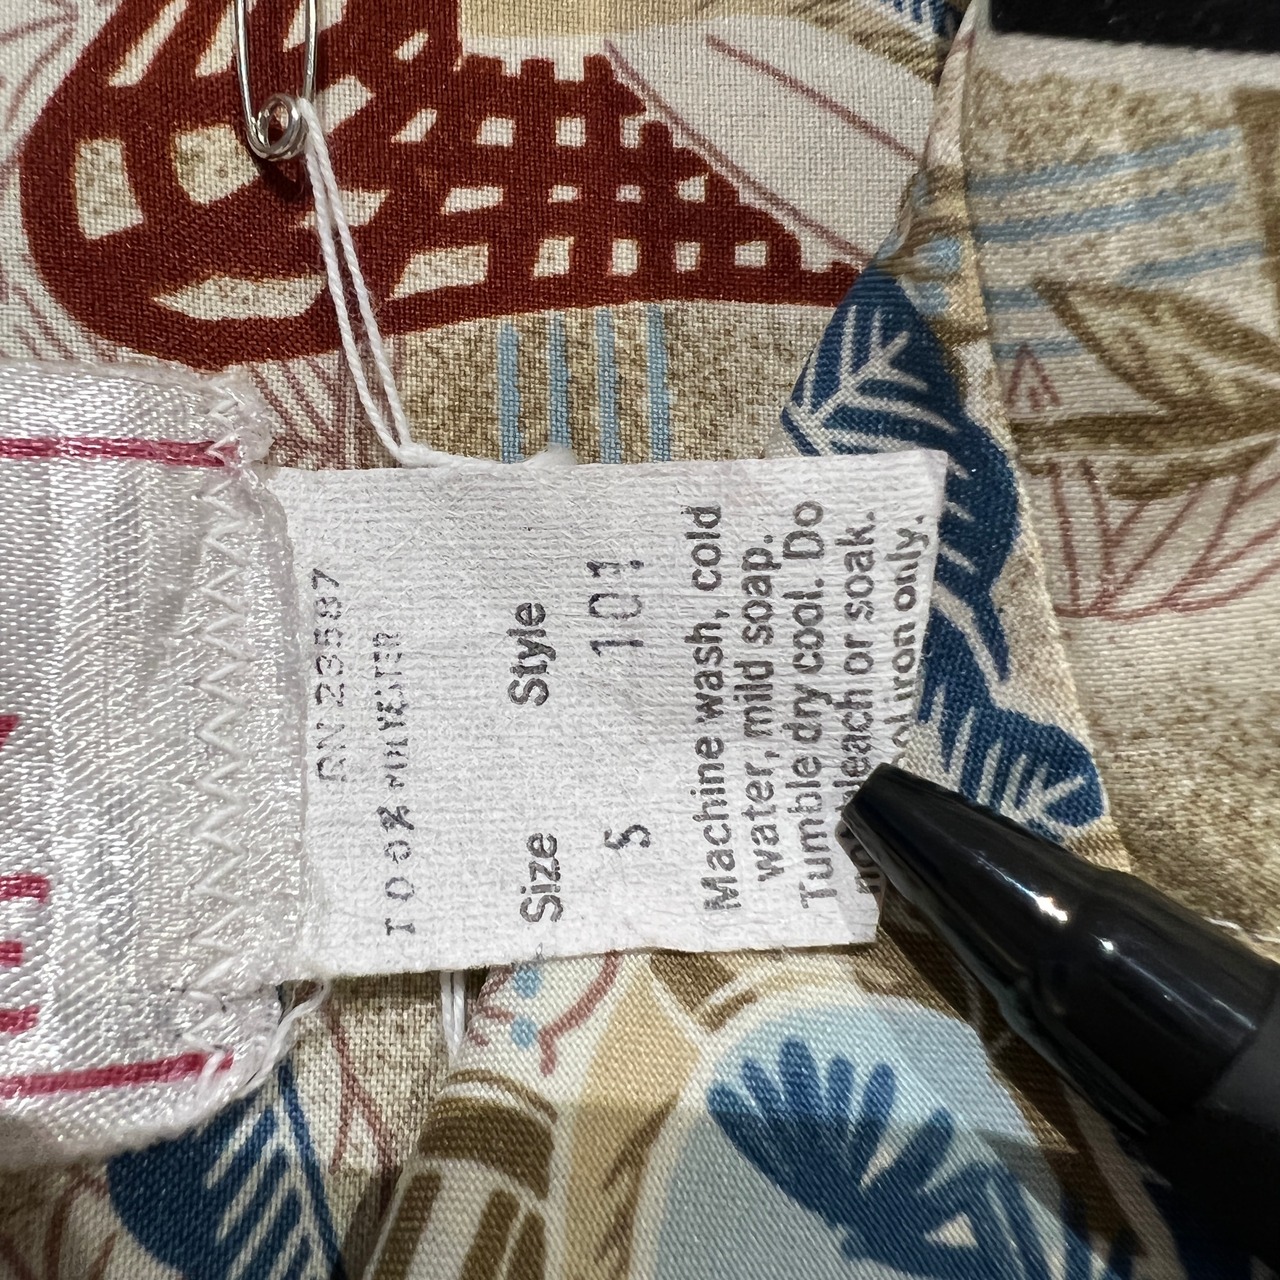 RN 23587
100% POLYESTER
Size Style
5 101
Machine wash, cold
water, mild soap.
Tumble dry cool. Do
bleach or soak.
iron only.